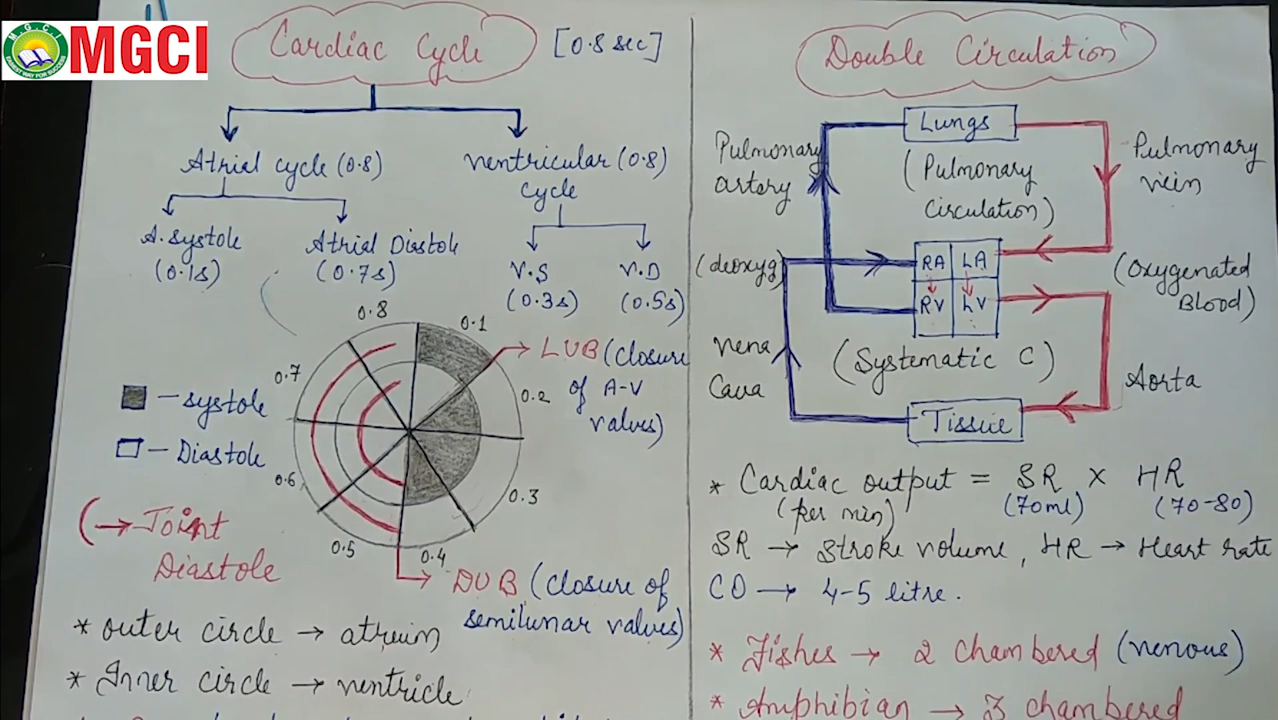 M.G.C.I
MGCI
Cardiac Cycle [0.8 sec]
Atrial cycle (0.8)
ventricular (0.8)
cycle
A. systole
(0.1s)
Atrial Diastole
(0.7s)
V.S
(0.3s)
V.D
(0.5s)
0.8
0.1
0.7
0.2
0.6
0.3
0.5
0.4
LUB (closure
of A-V
valves)
— systole
— Diastole
( → Joint
Diastole
DUB (closure of
semilunar valves)
* outer circle → atreium
* Inner circle → ventricle
Double Circulation
Lungs
Pulmonary
artery
(Pulmonary
Circulation)
Pulmonary
vein
(deoxyg)
RA LA
RV LV
(Oxygenated
Blood)
vena
Cava
(Systematic C)
Aorta
Tissue
* Cardiac output = SR × HR
(per min) (70ml) (70-80)
SR → Stroke volume, HR → Heart rate
CO → 4-5 litre.
* Fishes → 2 chambered (venous)
* Amphibian → 3 chambered